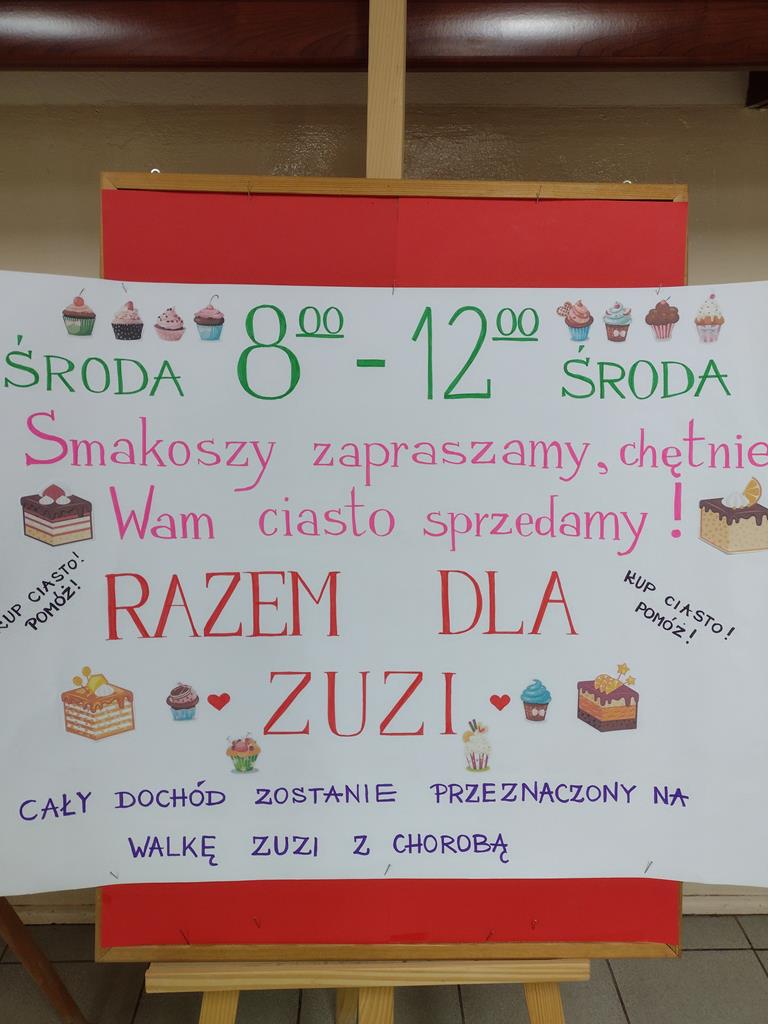 ŚRODA 8⁰⁰ - 12⁰⁰ ŚRODA
Smakoszy zapraszamy, chętnie
Wam ciasto sprzedamy!
KUP CIASTO!
POMÓŻ!
RAZEM DLA
KUP CIASTO!
POMÓŻ!
ZUZI
CAŁY DOCHÓD ZOSTANIE PRZEZNACZONY NA
WALKĘ ZUZI Z CHOROBĄ